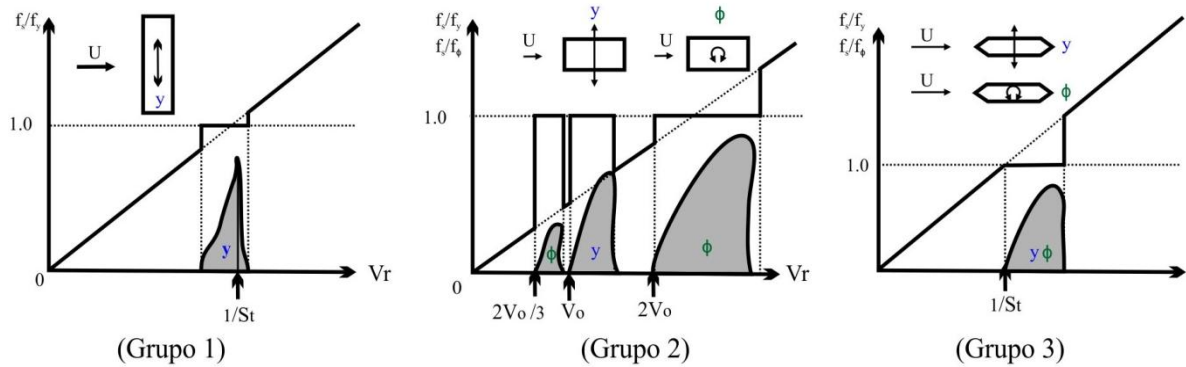 fs/fy
1.0
0
U
y
y
1/St
Vr
(Grupo 1)
fs/fy
fs/fϕ
1.0
0
y
ϕ
U
U
ϕ
y
ϕ
2Vo/3
Vo
2Vo
Vr
(Grupo 2)
fs/fy
fs/fϕ
1.0
U
y
U
ϕ
y ϕ
1/St
(Grupo 3)